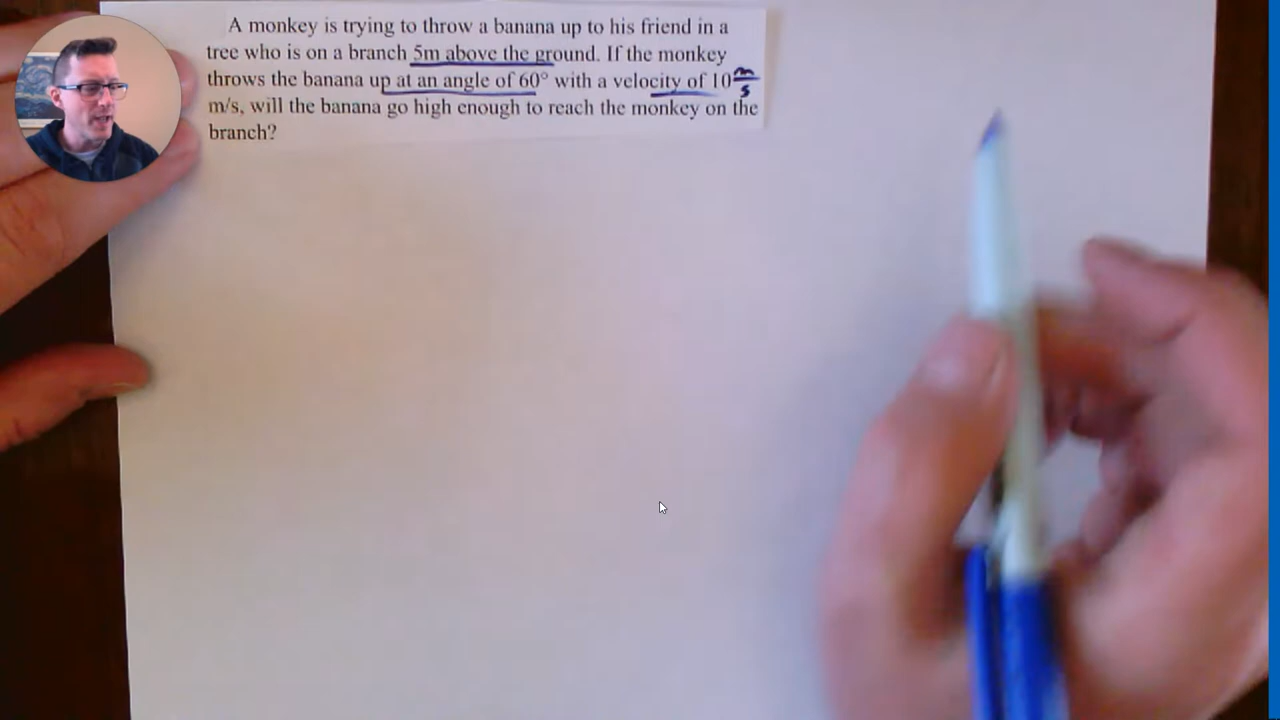 A monkey is trying to throw a banana up to his friend in a
tree who is on a branch 5m above the ground. If the monkey
throws the banana up at an angle of 60° with a velocity of 10 m/s
m/s, will the banana go high enough to reach the monkey on the
branch?